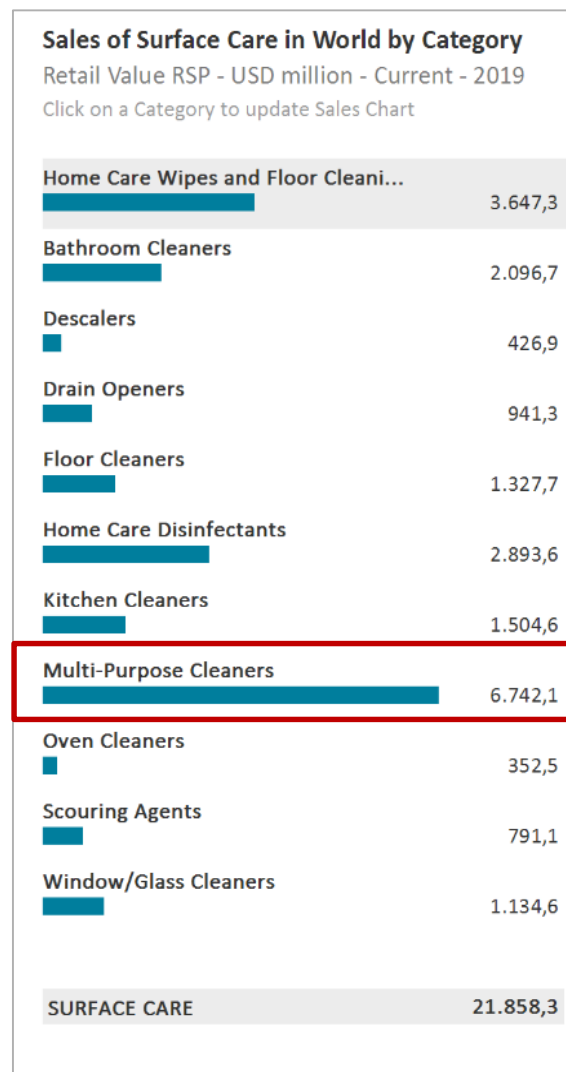 Sales of Surface Care in World by Category
Retail Value RSP - USD million - Current - 2019
Click on a Category to update Sales Chart
Home Care Wipes and Floor Cleani...
3.647,3
Bathroom Cleaners
2.096,7
Descalers
426,9
Drain Openers
941,3
Floor Cleaners
1.327,7
Home Care Disinfectants
2.893,6
Kitchen Cleaners
1.504,6
Multi-Purpose Cleaners
6.742,1
Oven Cleaners
352,5
Scouring Agents
791,1
Window/Glass Cleaners
1.134,6
SURFACE CARE 21.858,3